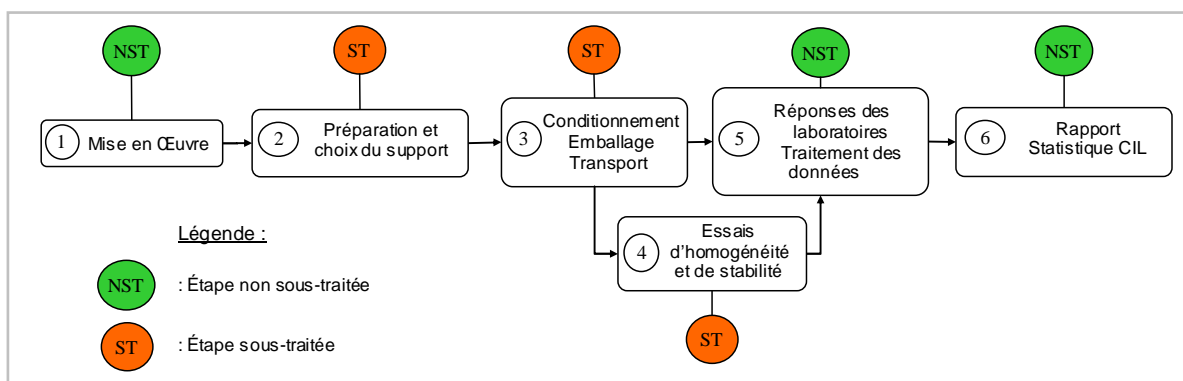 NST
ST
ST
NST
NST
1
Mise en Œuvre
2
Préparation et
choix du support
3
Conditionnement
Emballage
Transport
5
Réponses des
laboratoires
Traitement des
données
6
Rapport
Statistique CIL
4
Essais
d'homogénéité
et de stabilité
ST
Légende :
NST
: Étape non sous-traitée
ST
: Étape sous-traitée